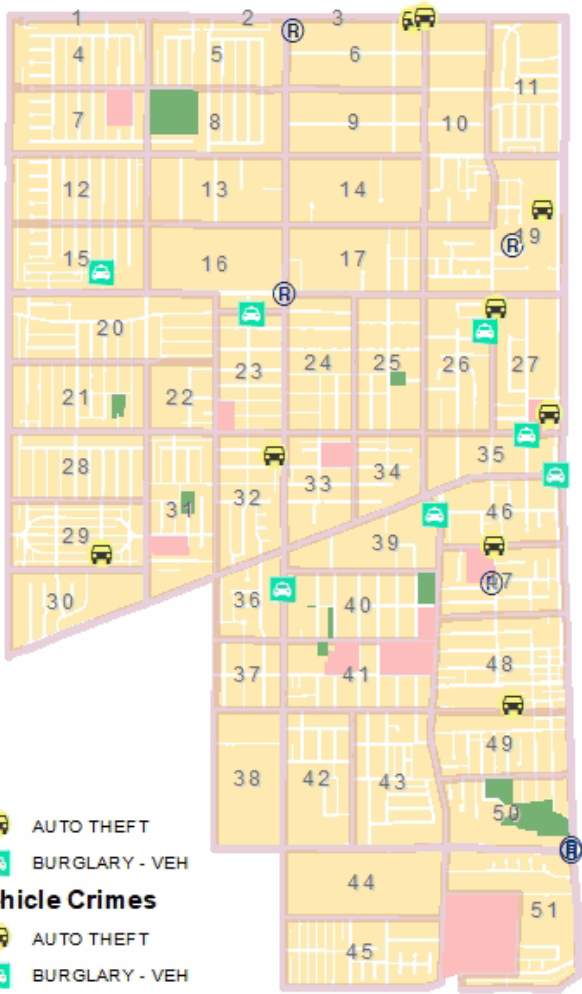 1 2 3
Ⓡ
4 5 6
11
7 8 9 10
12 13 14
19
Ⓡ
15 16 17
Ⓡ
20
23 24 25 26 27
21 22
35
28
32 33 34
31
29
39 46
30 36 40
Ⓡ 47
37 41 48
49
38 42 43
50
44
51
45
AUTO THEFT
BURGLARY - VEH
hicle Crimes
AUTO THEFT
BURGLARY - VEH